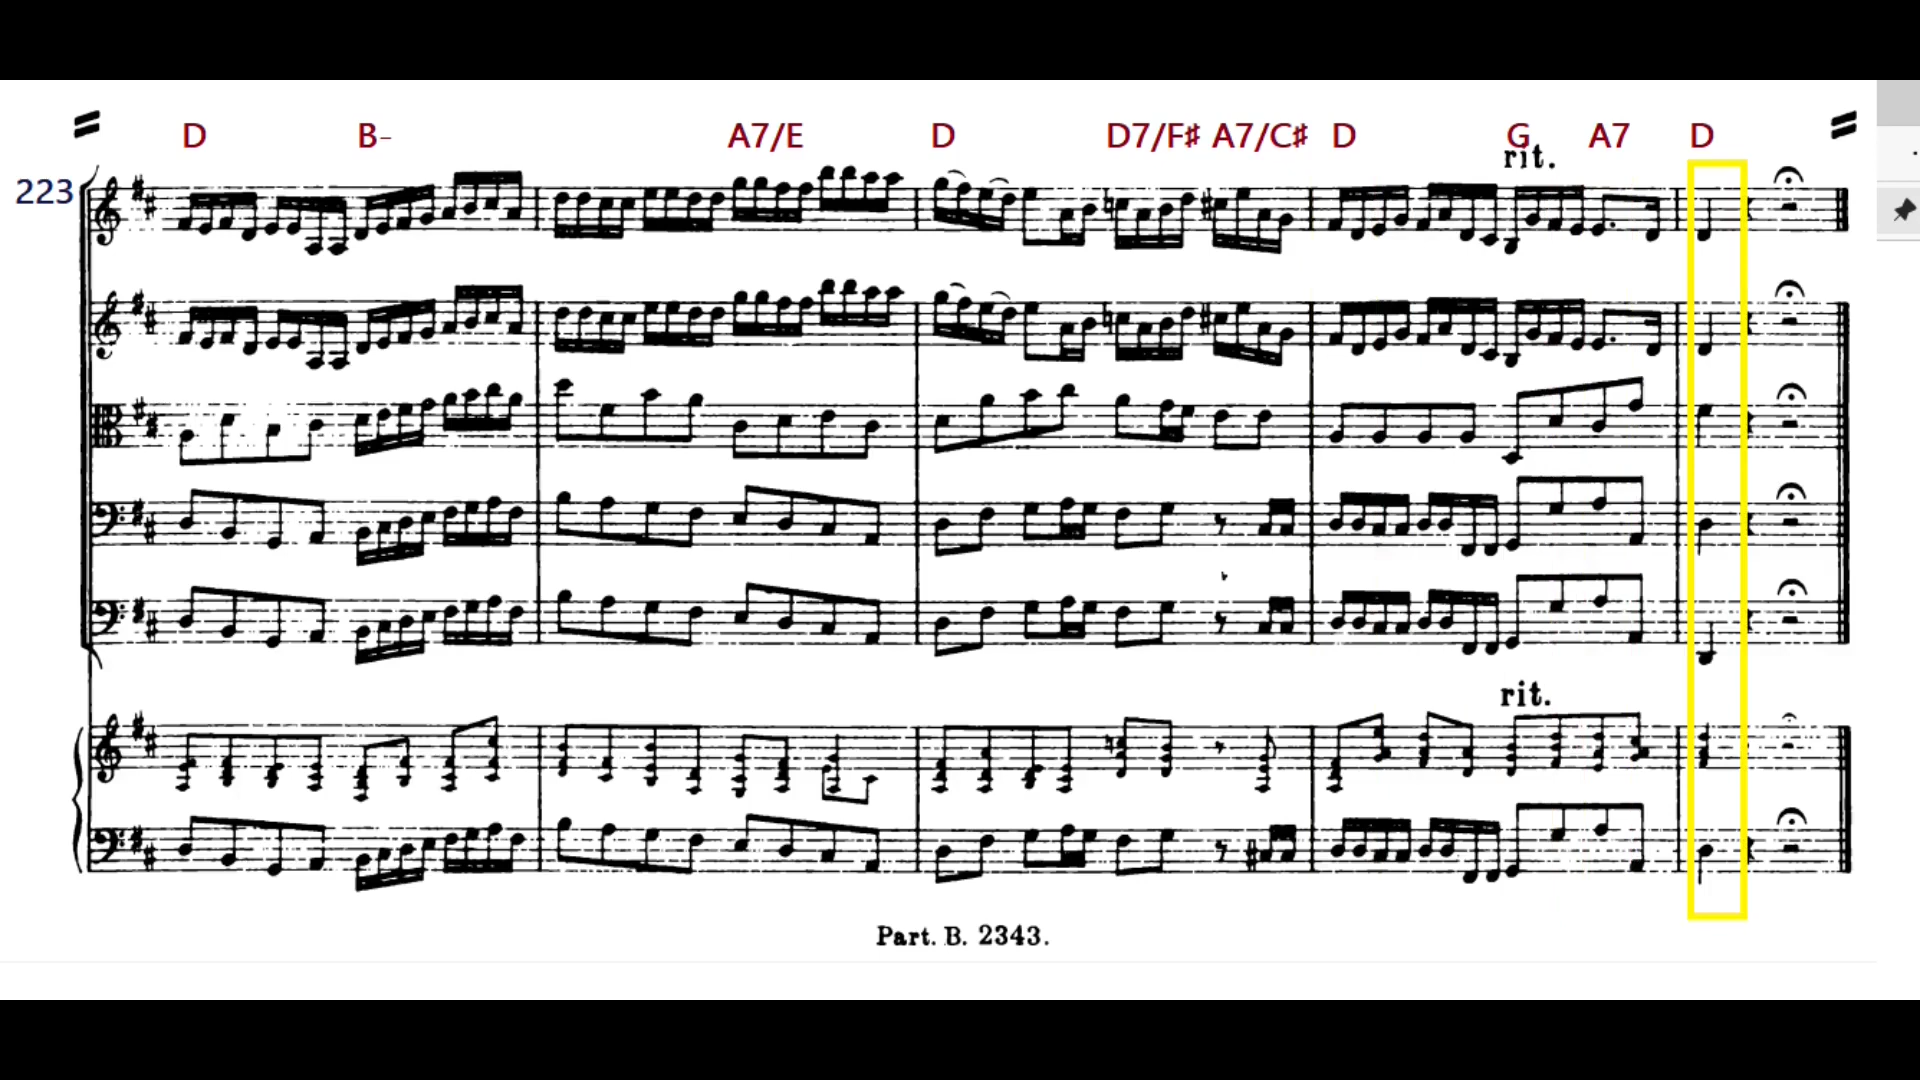 D B- A7/E D D7/F♯ A7/C♯ D G A7 D
rit.
223
rit.
Part. B. 2343.